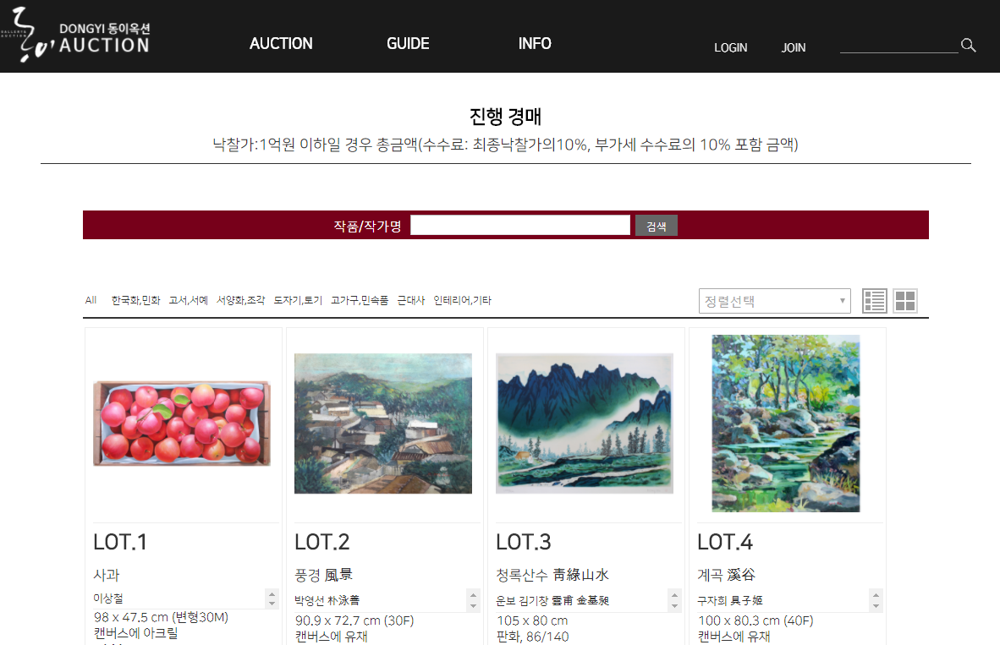 DONGYI 동이옥션
AUCTION
GALLERY &
AUCTION
AUCTION GUIDE INFO LOGIN JOIN
진행 경매
낙찰가:1억원 이하일 경우 총금액(수수료: 최종낙찰가의10%, 부가세 수수료의 10% 포함 금액)
작품/작가명 검색
All 한국화,민화 고서,서예 서양화,조각 도자기,토기 고가구,민속품 근대사 인테리어,기타 정렬선택
LOT.1
사과
이상철
98 x 47.5 cm (변형30M)
캔버스에 아크릴
LOT.2
풍경 風景
박영선 朴泳善
90.9 x 72.7 cm (30F)
캔버스에 유재
LOT.3
청록산수 靑綠山水
운보 김기창 雲甫 金基昶
105 x 80 cm
판화, 86/140
LOT.4
계곡 溪谷
구자희 具子姬
100 x 80.3 cm (40F)
캔버스에 유재